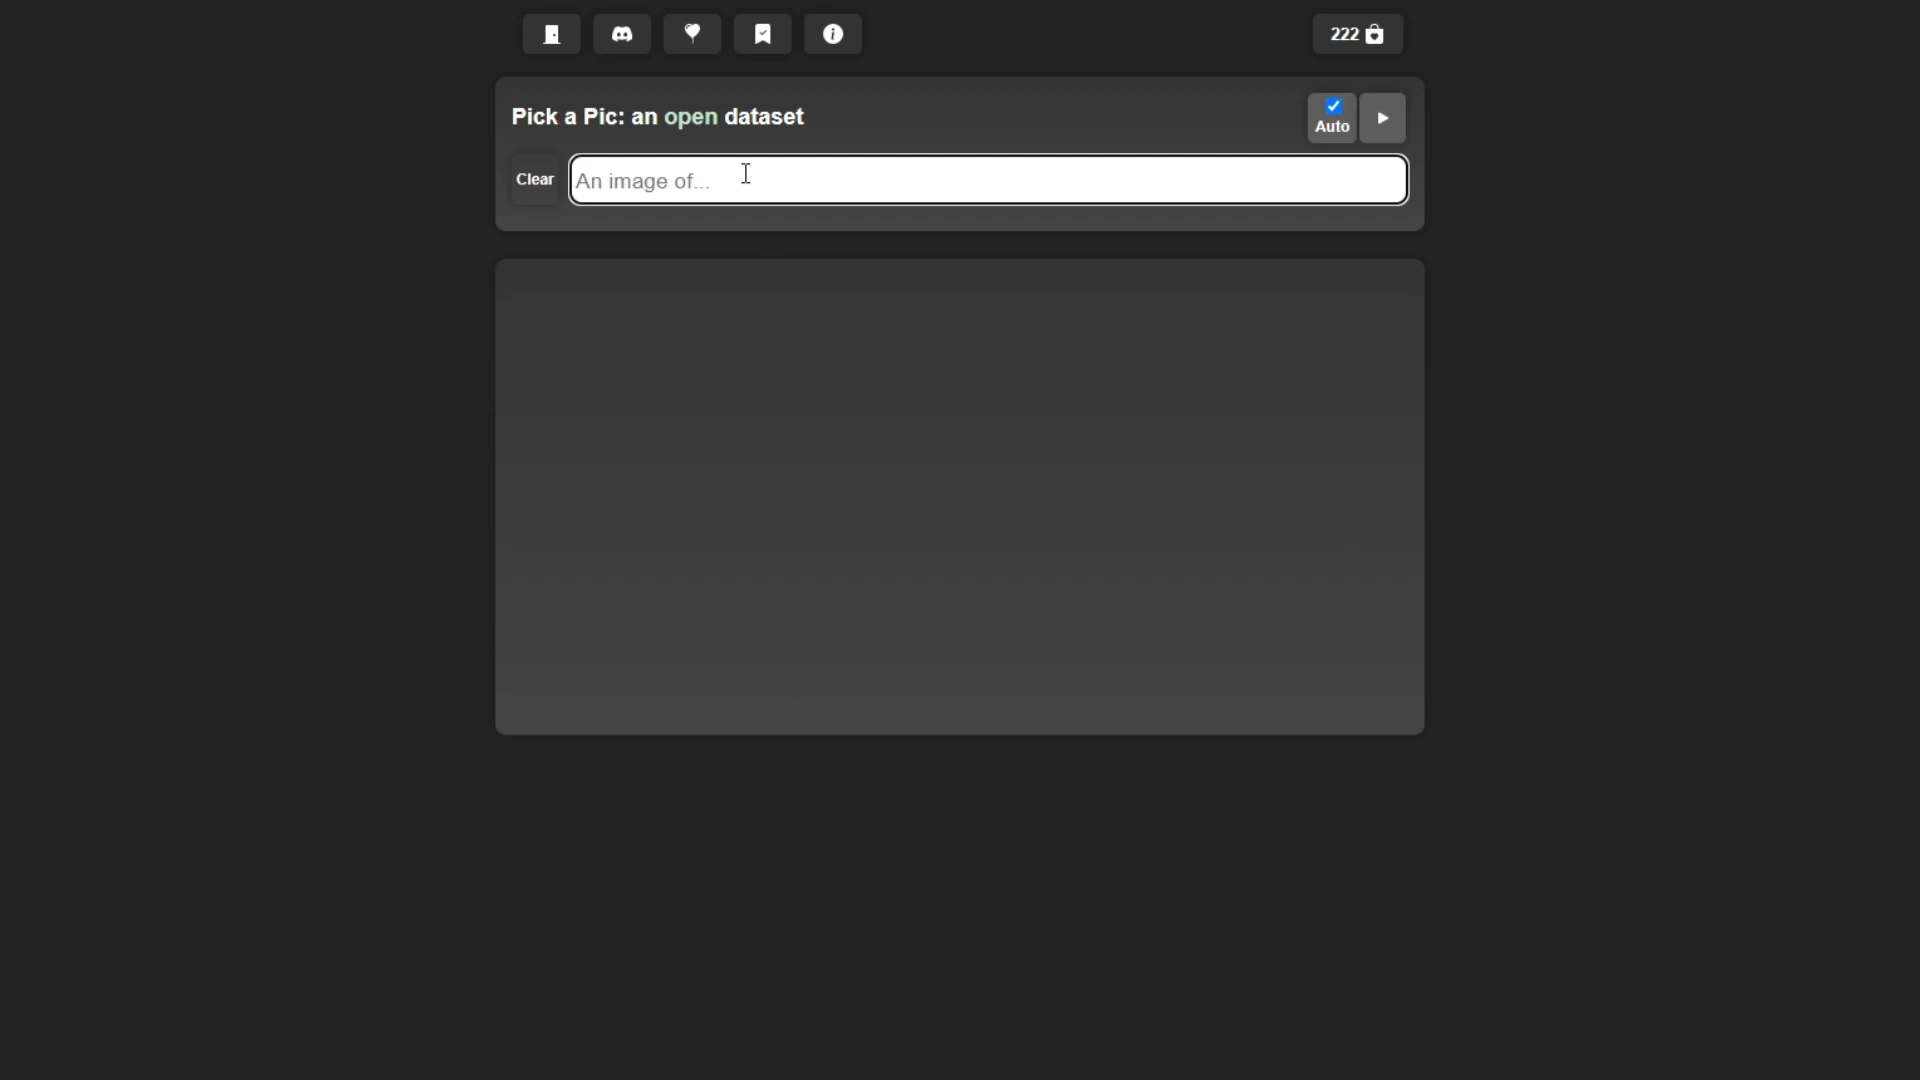 222
Pick a Pic: an open dataset
Auto
Clear
An image of...